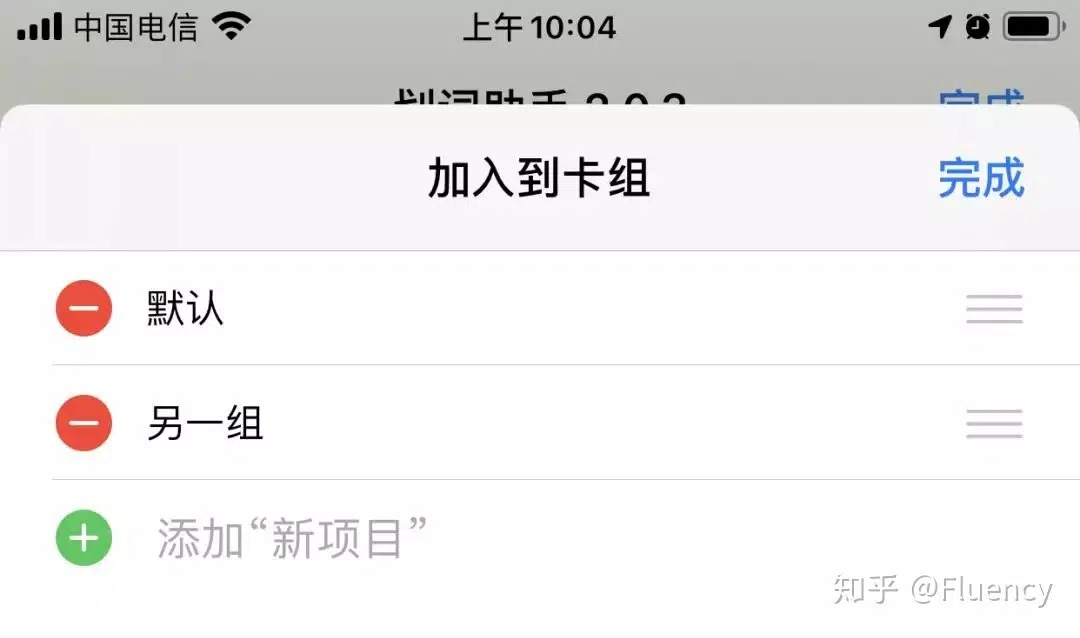 中国电信 上午10:04
划词助手 2.0.2 完成
加入到卡组 完成
默认
另一组
添加“新项目”
知乎 @Fluency